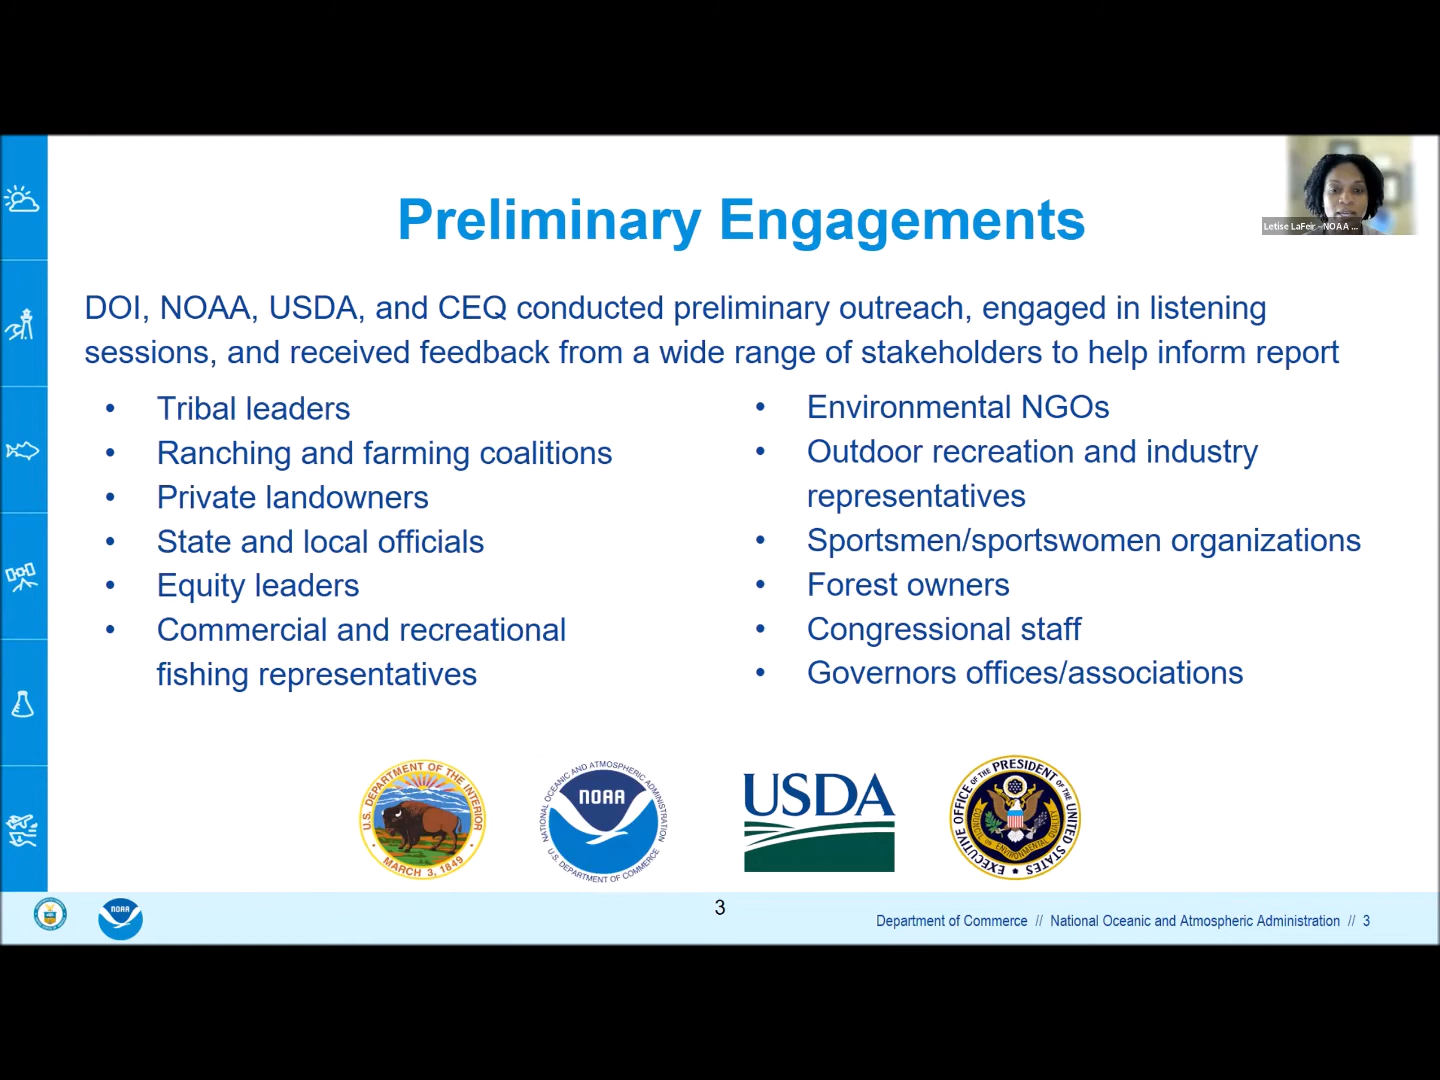 Preliminary Engagements
Letise LaFeir - NOAA ...
DOI, NOAA, USDA, and CEQ conducted preliminary outreach, engaged in listening
sessions, and received feedback from a wide range of stakeholders to help inform report
• Tribal leaders
• Ranching and farming coalitions
• Private landowners
• State and local officials
• Equity leaders
• Commercial and recreational
fishing representatives
• Environmental NGOs
• Outdoor recreation and industry
representatives
• Sportsmen/sportswomen organizations
• Forest owners
• Congressional staff
• Governors offices/associations
U.S. DEPARTMENT OF THE INTERIOR
MARCH 3, 1849
NATIONAL OCEANIC AND ATMOSPHERIC ADMINISTRATION
NOAA
U.S. DEPARTMENT OF COMMERCE
USDA
EXECUTIVE OFFICE OF THE PRESIDENT OF THE UNITED STATES
COUNCIL ON ENVIRONMENTAL QUALITY
NOAA
3
Department of Commerce // National Oceanic and Atmospheric Administration // 3